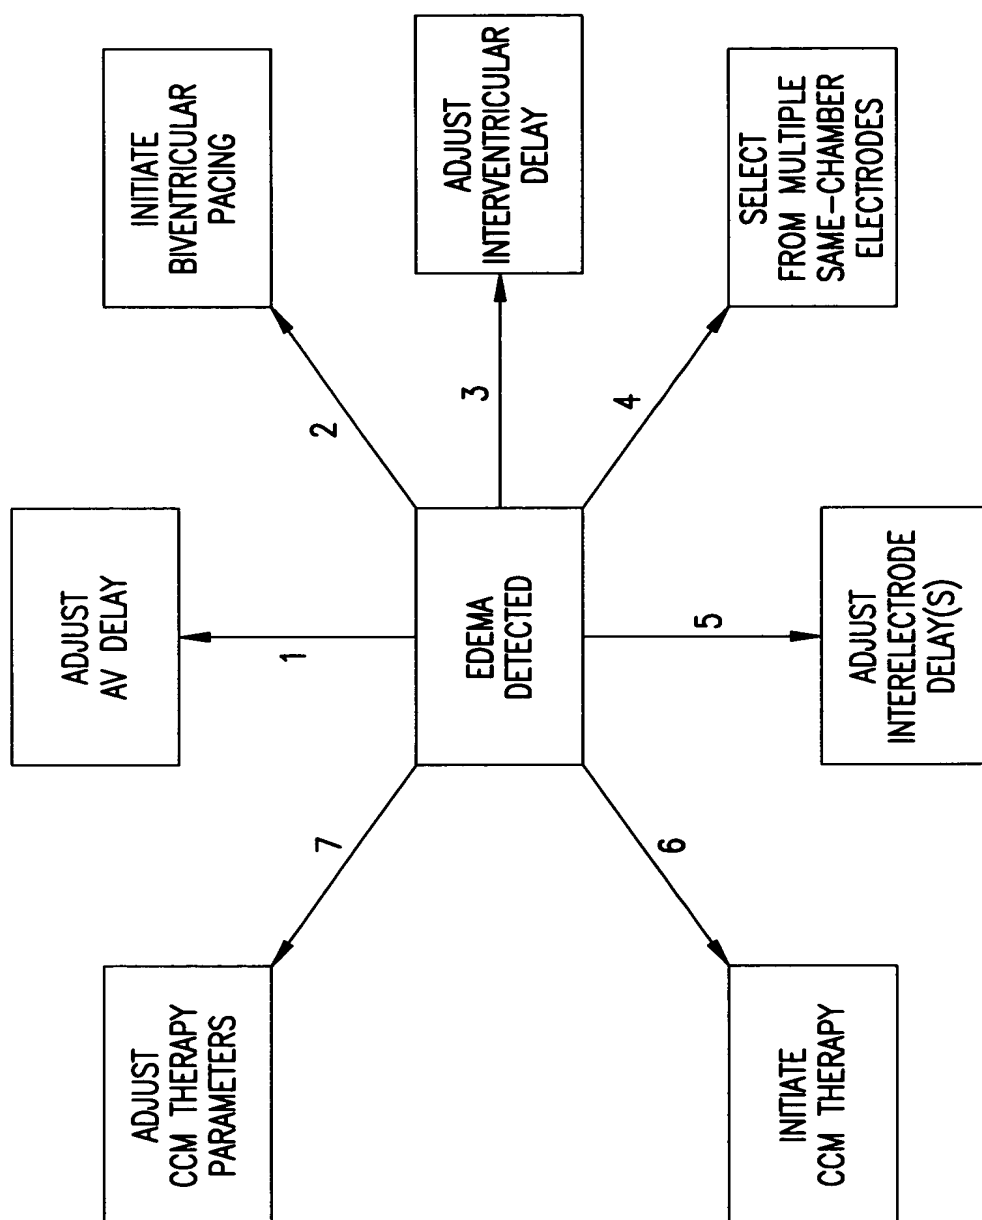 ADJUST
AV DELAY
INITIATE
BIVENTRICULAR
PACING
ADJUST
INTERVENTRICULAR
DELAY
SELECT
FROM MULTIPLE
SAME-CHAMBER
ELECTRODES
ADJUST
INTERELECTRODE
DELAY(S)
INITIATE
CCM THERAPY
ADJUST
CCM THERAPY
PARAMETERS
EDEMA
DETECTED
1
2
3
4
5
6
7